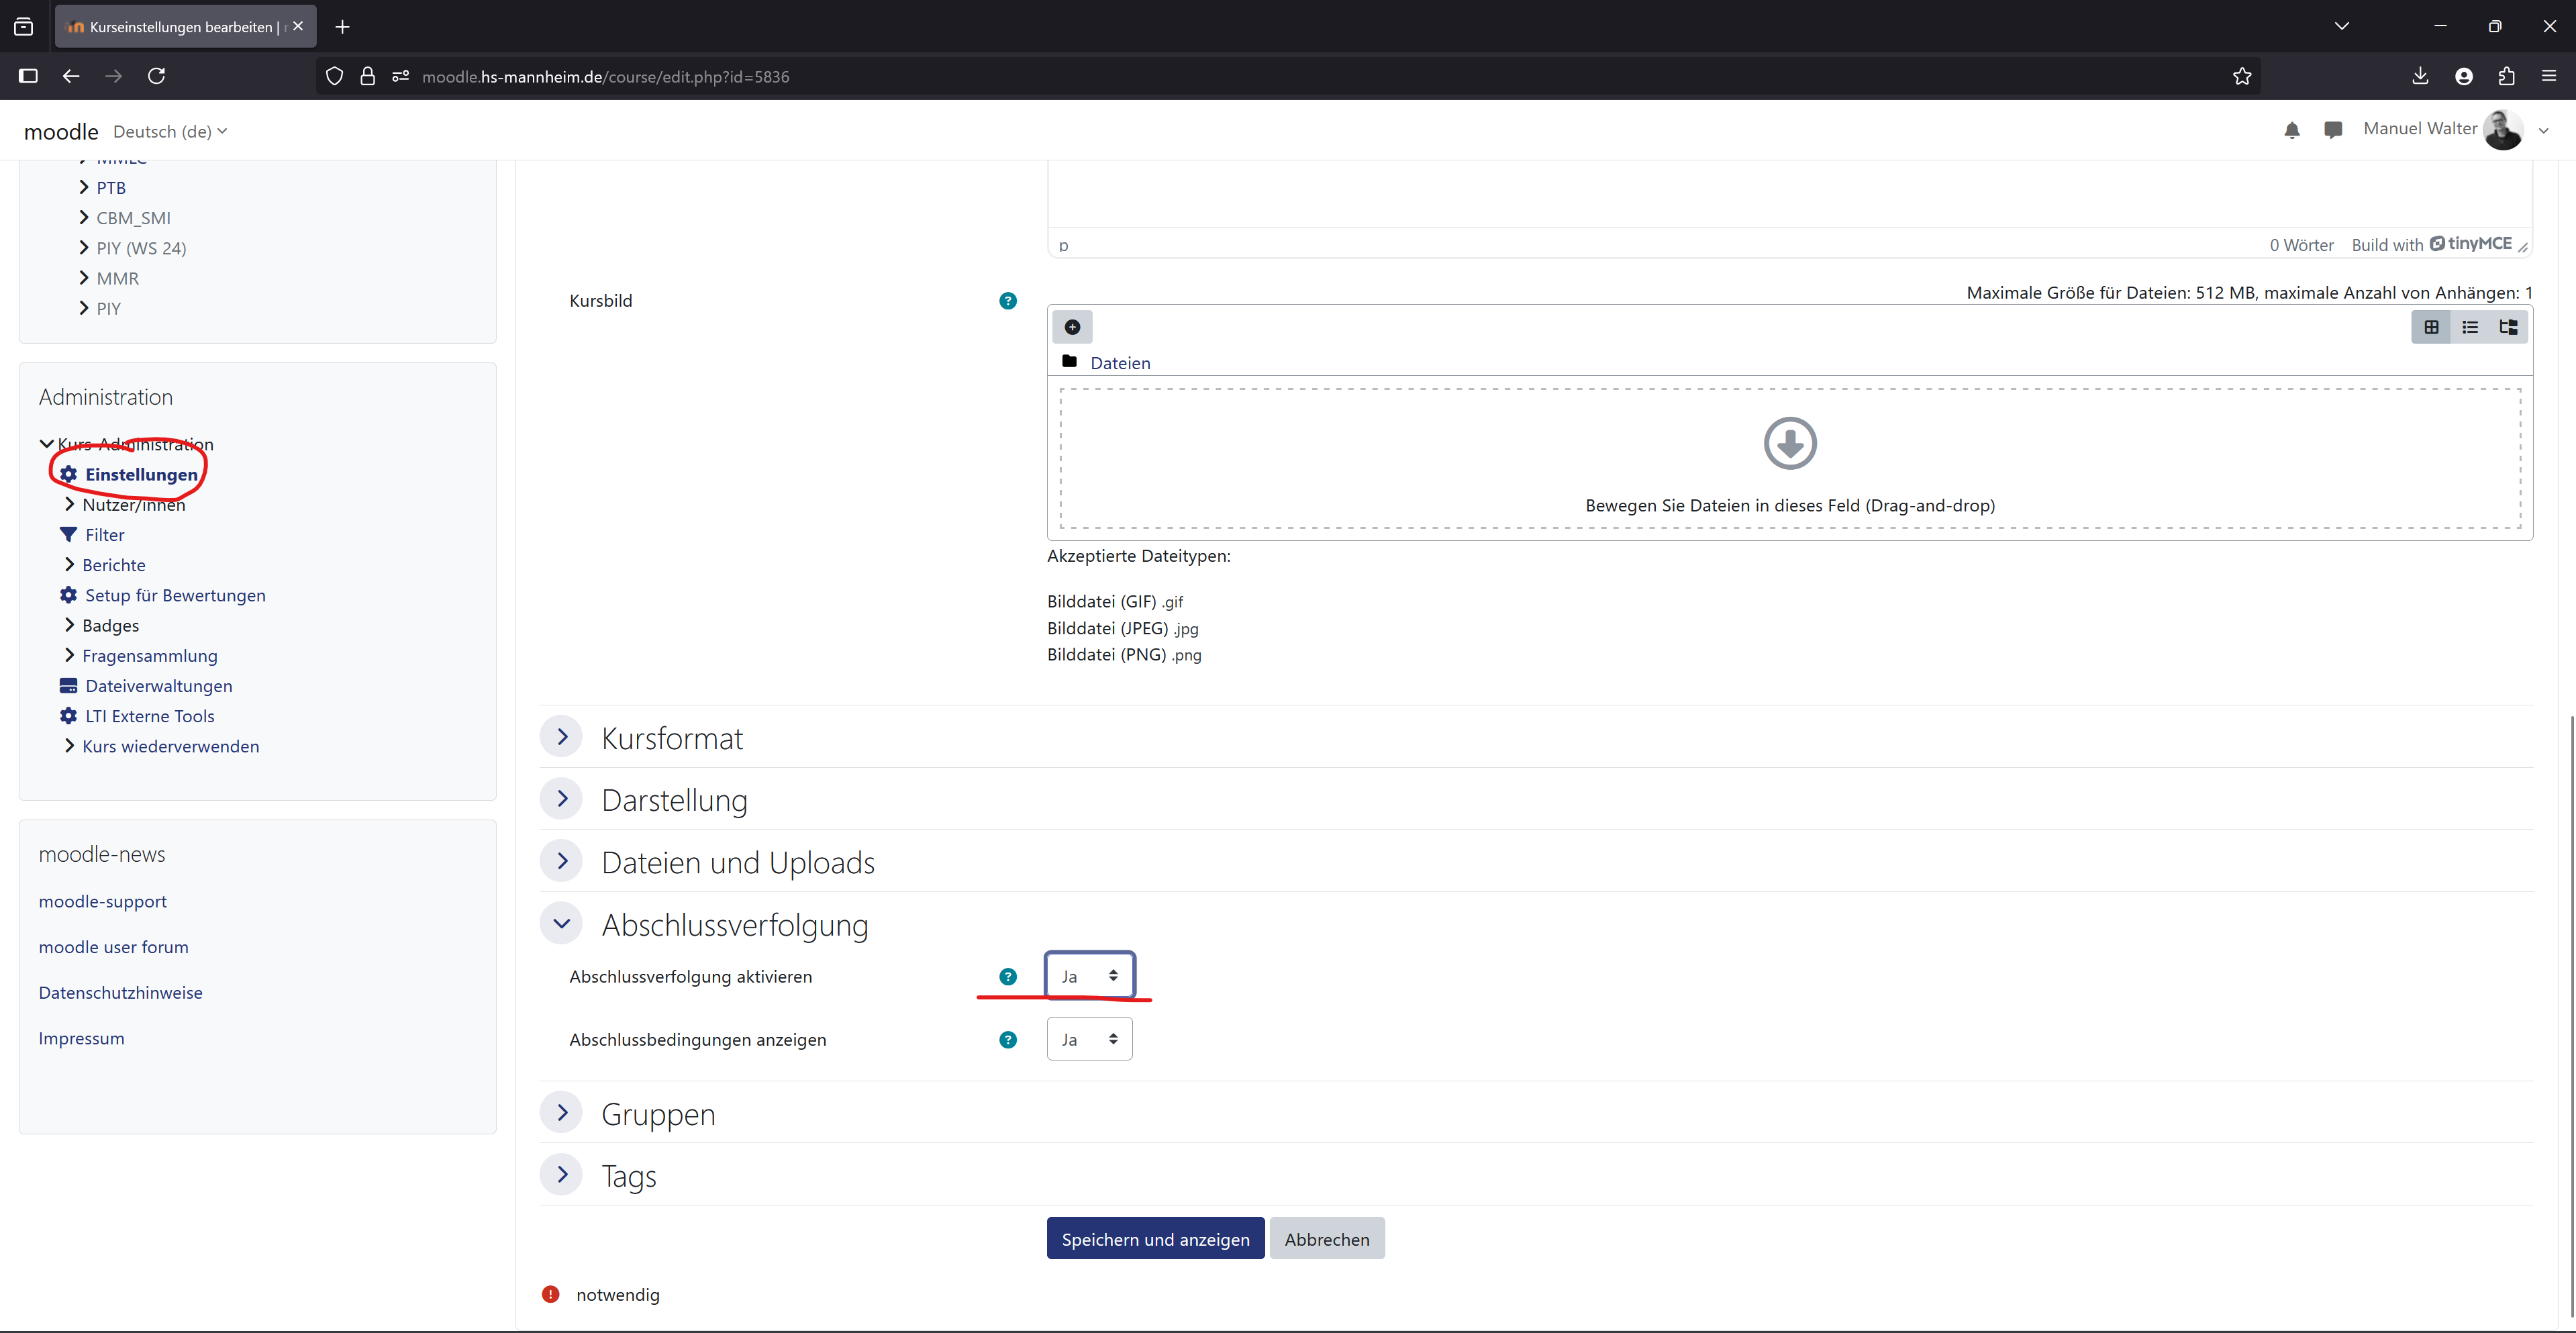 Kurseinstellungen bearbeiten |
moodle.hs-mannheim.de/course/edit.php?id=5836
moodle Deutsch (de) Manuel Walter
PTB
CBM_SMI
PIY (WS 24)
MMR
PIY
Administration
Kurs-Administration
Einstellungen
Nutzer/innen
Filter
Berichte
Setup für Bewertungen
Badges
Fragensammlung
Dateiverwaltungen
LTI Externe Tools
Kurs wiederverwenden
moodle-news
moodle-support
moodle user forum
Datenschutzhinweise
Impressum
p 0 Wörter Build with tinyMCE
Kursbild ? Maximale Größe für Dateien: 512 MB, maximale Anzahl von Anhängen: 1
Dateien
Bewegen Sie Dateien in dieses Feld (Drag-and-drop)
Akzeptierte Dateitypen:
Bilddatei (GIF) .gif
Bilddatei (JPEG) .jpg
Bilddatei (PNG) .png
Kursformat
Darstellung
Dateien und Uploads
Abschlussverfolgung
Abschlussverfolgung aktivieren ? Ja
Abschlussbedingungen anzeigen ? Ja
Gruppen
Tags
Speichern und anzeigen Abbrechen
! notwendig